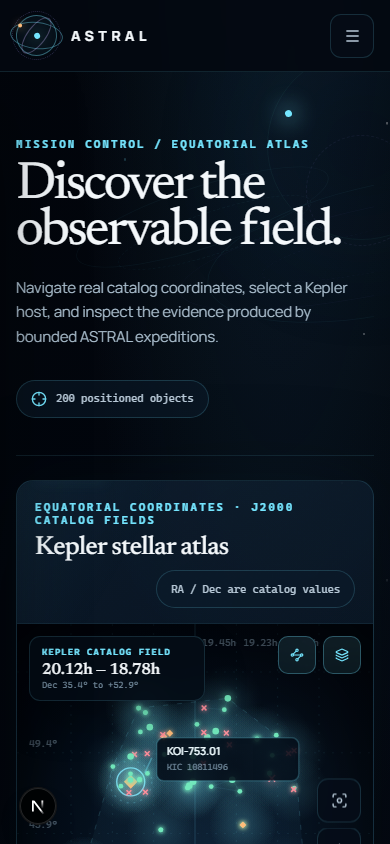 ASTRAL
MISSION CONTROL / EQUATORIAL ATLAS
Discover the
observable field.
Navigate real catalog coordinates, select a Kepler
host, and inspect the evidence produced by
bounded ASTRAL expeditions.
200 positioned objects
EQUATORIAL COORDINATES · J2000
CATALOG FIELDS
Kepler stellar atlas
RA / Dec are catalog values
KEPLER CATALOG FIELD
20.12h — 18.78h
Dec 35.4° to +52.9°
19.45h 19.23h
h
49.4°
KOI-753.01
KIC 10811496
N
45.9°